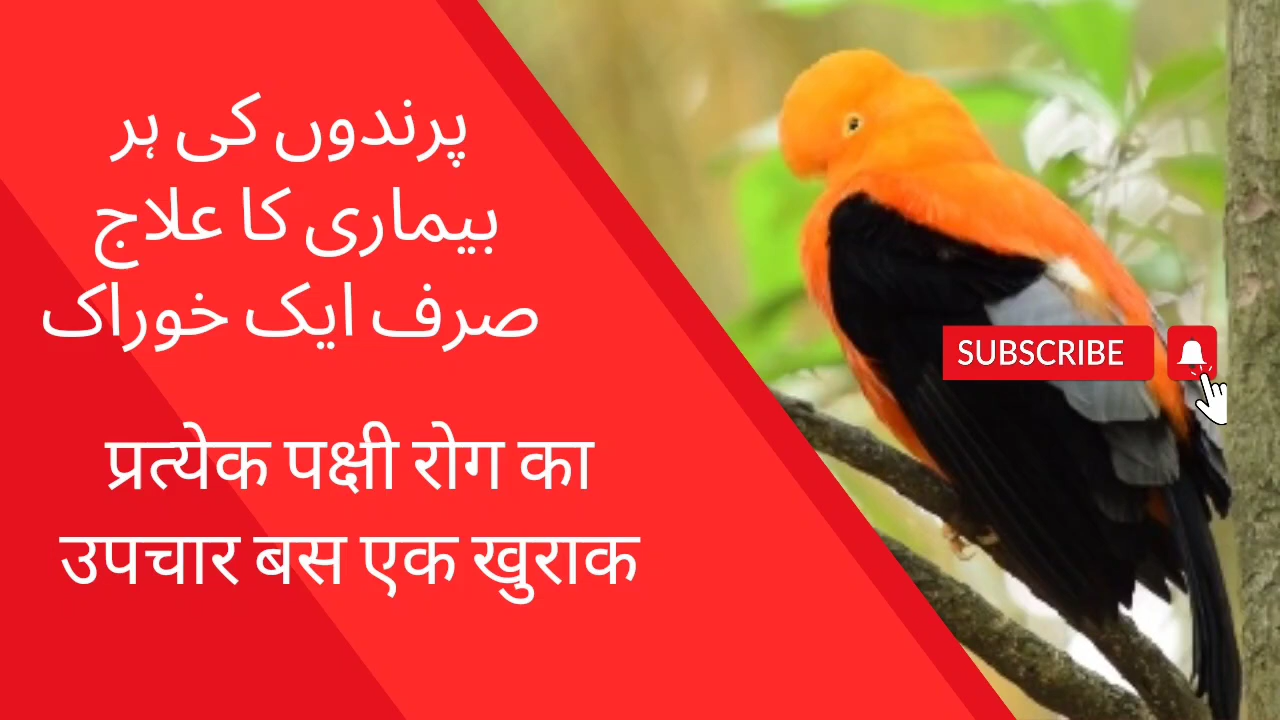 پرندوں کی ہر
بیماری کا علاج
صرف ایک خوراک
प्रत्येक पक्षी रोग का
उपचार बस एक खुराक
SUBSCRIBE